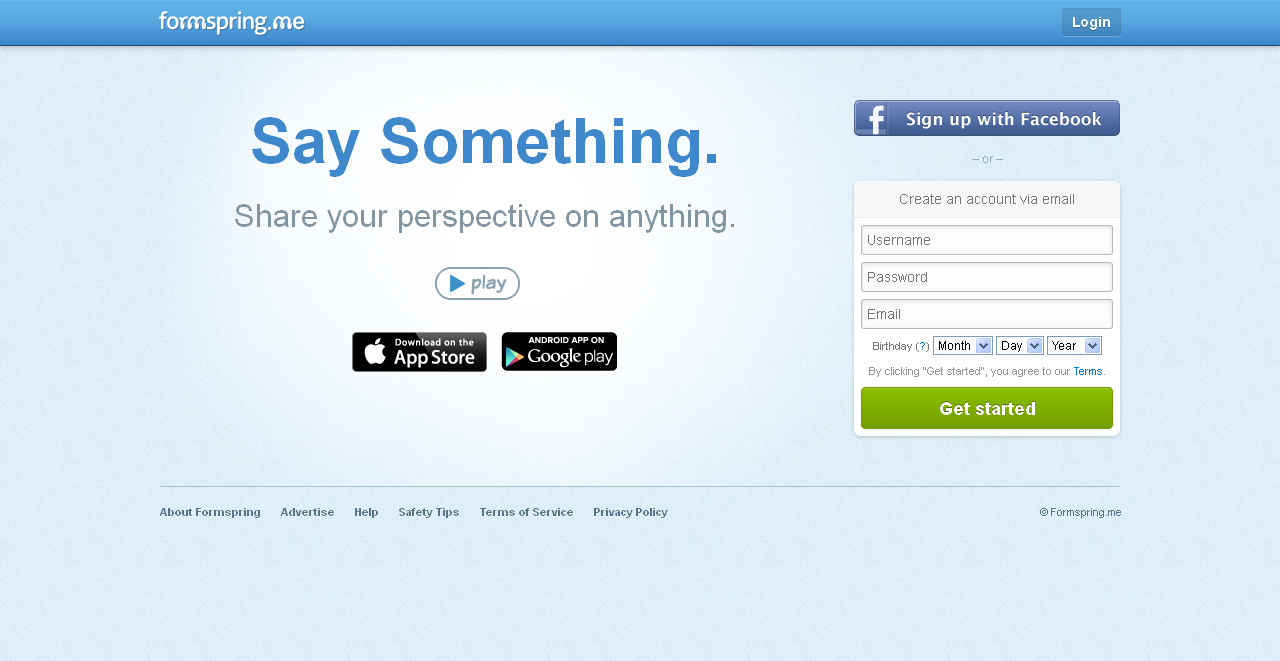 formspring.me
Login
Say Something.
Share your perspective on anything.
play
Download on the
App Store
ANDROID APP ON
Google play
Sign up with Facebook
– or –
Create an account via email
Username
Password
Email
Birthday (?) Month Day Year
By clicking "Get started", you agree to our Terms.
Get started
About Formspring Advertise Help Safety Tips Terms of Service Privacy Policy
© Formspring.me